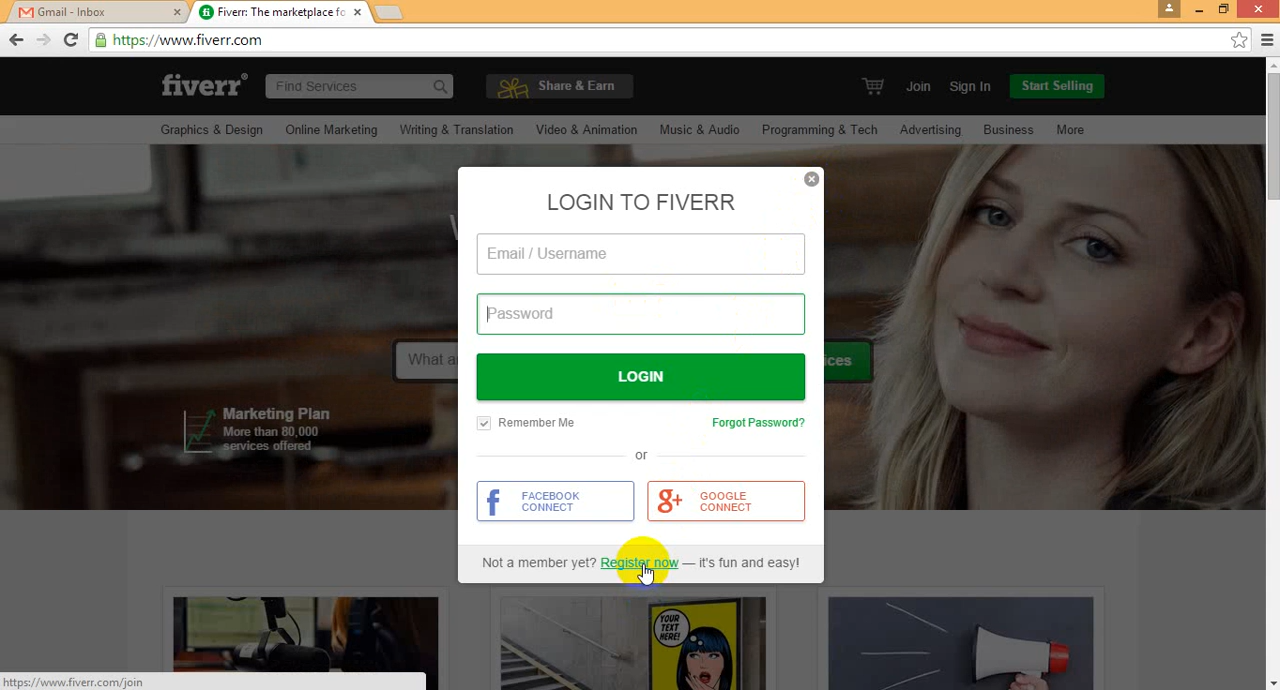 Gmail - Inbox
Fiverr: The marketplace fo
https://www.fiverr.com
fiverr®
Find Services
Share & Earn
Join
Sign In
Start Selling
Graphics & Design
Online Marketing
Writing & Translation
Video & Animation
Music & Audio
Programming & Tech
Advertising
Business
More
LOGIN TO FIVERR
Email / Username
Password
LOGIN
Remember Me
Forgot Password?
or
FACEBOOK
CONNECT
g+
GOOGLE
CONNECT
Not a member yet? Register now — it's fun and easy!
What
Marketing Plan
More than 80,000
services offered
YOUR
TEXT
HERE!
https://www.fiverr.com/join